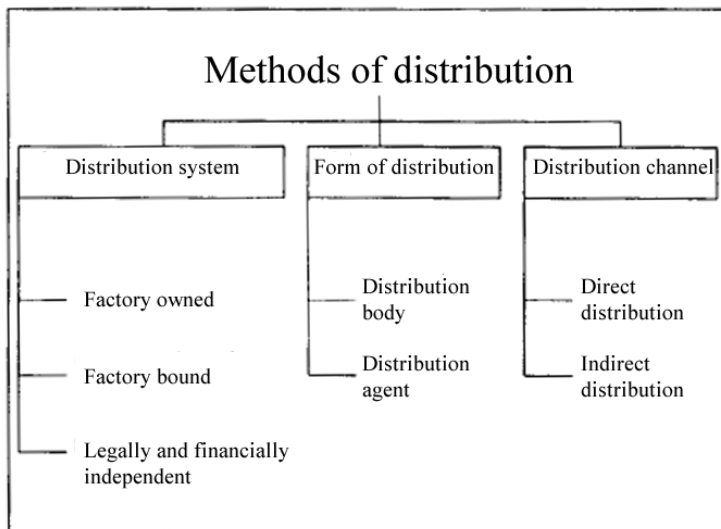 Methods of distribution
Distribution system
Form of distribution
Distribution channel
Factory owned
Factory bound
Legally and financially
independent
Distribution
body
Distribution
agent
Direct
distribution
Indirect
distribution